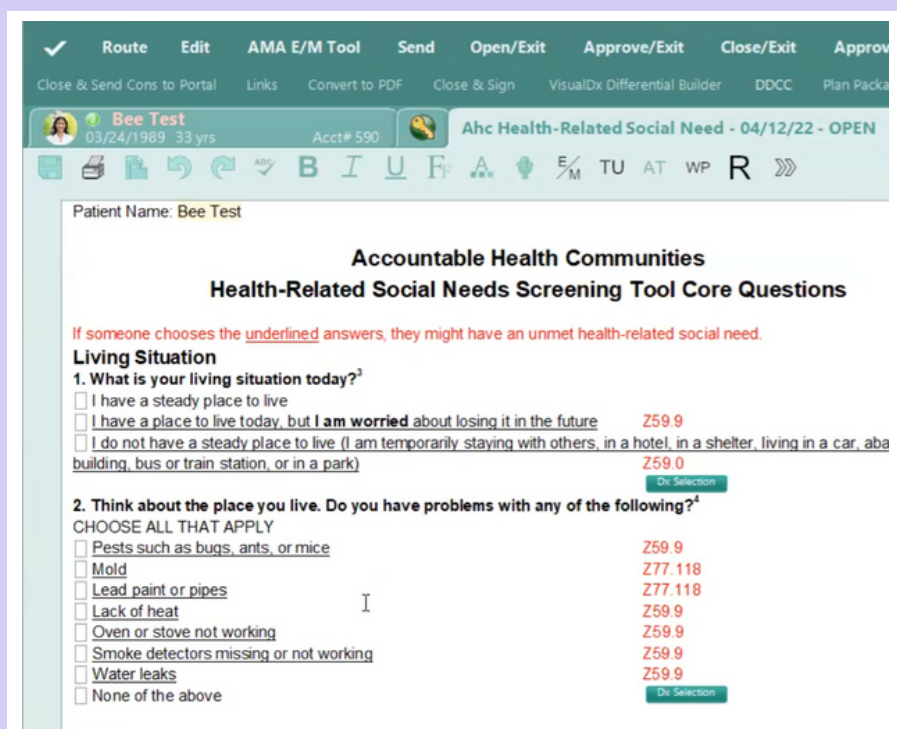 Route Edit AMA E/M Tool Send Open/Exit Approve/Exit Close/Exit
Close & Send Cons to Portal Links Convert to PDF Close & Sign VisualDx Differential Builder DDCC Plan
Bee Test
03/24/1989 33 yrs Acct# 590 Ahc Health-Related Social Need - 04/12/22 - OPEN
ABC B I U FF A E/M TU AT WP R
Patient Name: Bee Test
Accountable Health Communities
Health-Related Social Needs Screening Tool Core Questions
If someone chooses the underlined answers, they might have an unmet health-related social need.
Living Situation
1. What is your living situation today?³
I have a steady place to live
I have a place to live today, but I am worried about losing it in the future Z59.9
I do not have a steady place to live (I am temporarily staying with others, in a hotel, in a shelter, living in a car,
building, bus or train station, or in a park) Z59.0
Dx Selection
2. Think about the place you live. Do you have problems with any of the following?⁴
CHOOSE ALL THAT APPLY
Pests such as bugs, ants, or mice Z59.9
Mold Z77.118
Lead paint or pipes Z77.118
Lack of heat Z59.9
Oven or stove not working Z59.9
Smoke detectors missing or not working Z59.9
Water leaks Z59.9
None of the above Dx Selection